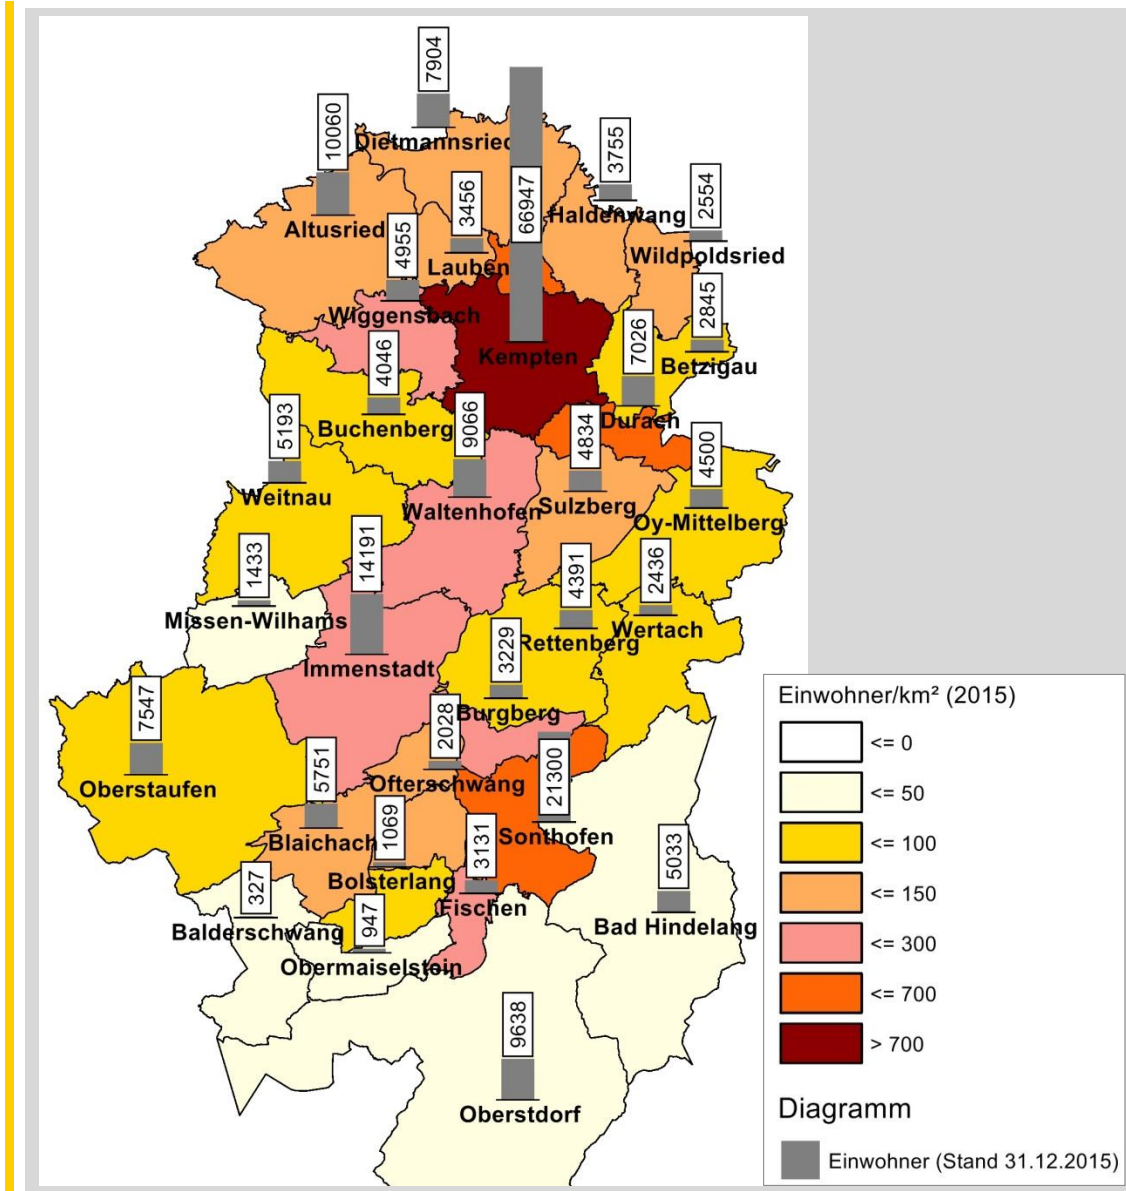 7904
Dietmannsried
10060
Altusried
3456
Lauben
66947
Kempten
3755
Haldenwang
2554
Wildpoldsried
4955
Wiggensbach
2845
Betzigau
7026
Durach
4046
Buchenberg
5193
Weitnau
9066
Waltenhofen
4834
Sulzberg
4500
Oy-Mittelberg
1433
Missen-Wilhams
14191
Immenstadt
4391
Rettenberg
2436
Wertach
3229
Burgberg
7547
Oberstaufen
2028
Ofterschwang
21300
Sonthofen
5751
Blaichach
1069
Bolsterlang
3131
Fischen
5033
Bad Hindelang
327
Balderschwang
947
Obermaiselstein
9638
Oberstdorf
Einwohner/km² (2015)
<= 0
<= 50
<= 100
<= 150
<= 300
<= 700
> 700
Diagramm
Einwohner (Stand 31.12.2015)